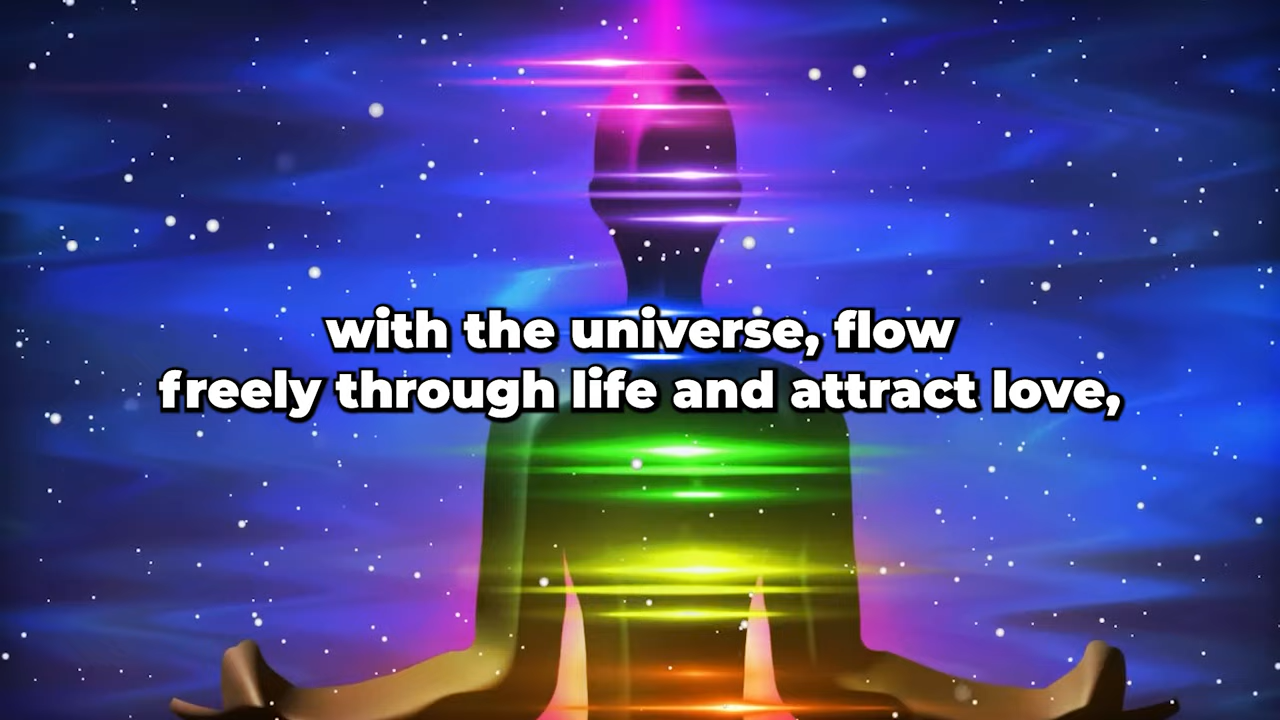 with the universe, flow
freely through life and attract love,